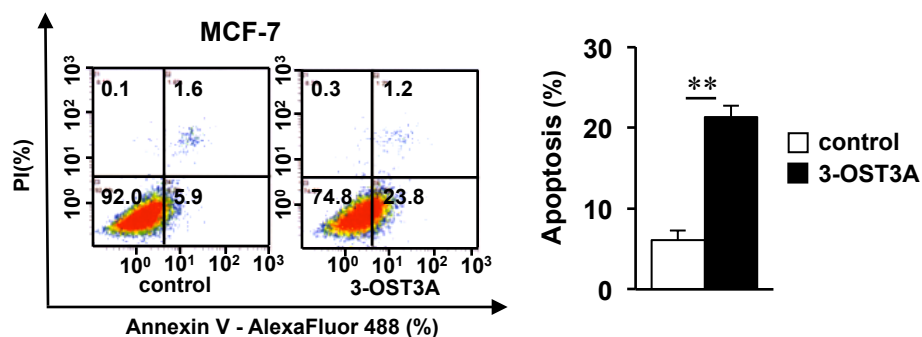 MCF-7
PI(%)
10³
10²
10¹
10⁰
0.1
1.6
92.0
5.9
10⁰ 10¹ 10² 10³
control
10³
10²
10¹
10⁰
0.3
1.2
74.8
23.8
10⁰ 10¹ 10² 10³
3-OST3A
Annexin V - AlexaFluor 488 (%)
Apoptosis (%)
30
20
10
0
**
control
3-OST3A